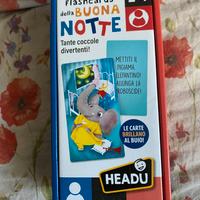 flashcards
della BUONA
NOTTE
Tante coccole
divertenti!
METTITI IL
PIGIAMA,
ELEFANTINO!
ALLUNGA LA
PROBOSCIDE!
LE CARTE
BRILLANO
AL BUIO!
HEADU